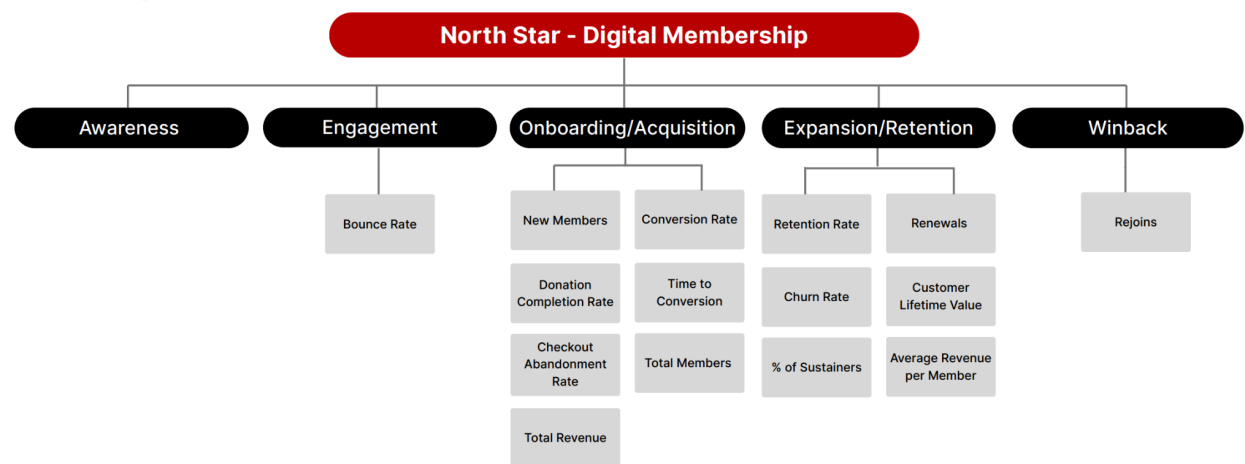 North Star - Digital Membership
Awareness
Engagement
Onboarding/Acquisition
Expansion/Retention
Winback
Bounce Rate
New Members
Conversion Rate
Donation
Completion Rate
Time to
Conversion
Checkout
Abandonment
Rate
Total Members
Total Revenue
Retention Rate
Renewals
Churn Rate
Customer
Lifetime Value
% of Sustainers
Average Revenue
per Member
Rejoins